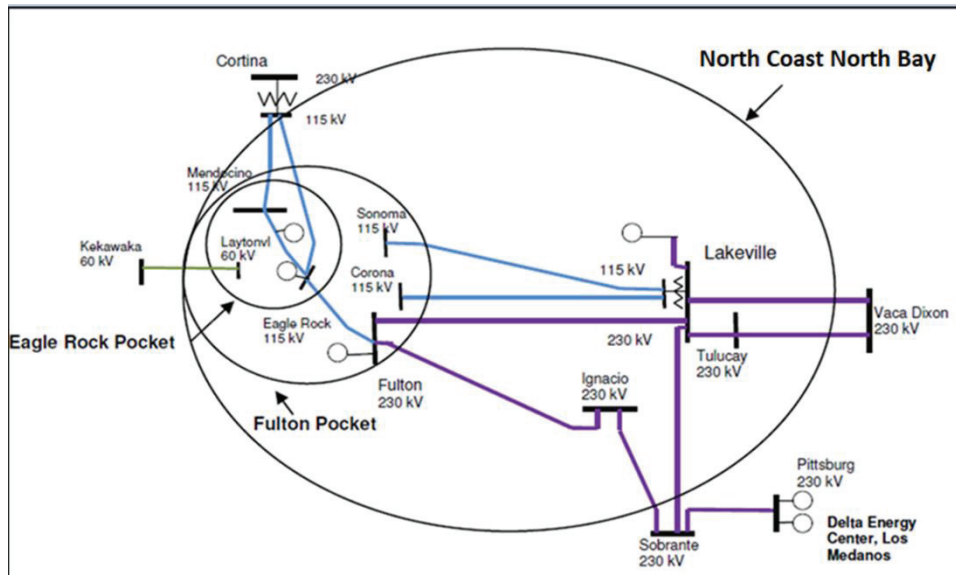 North Coast North Bay
Cortina
230 kV
115 kV
Mendocino
115 kV
Sonoma
115 kV
Laytonvl
60 kV
Kekawaka
60 kV
Corona
115 kV
Lakeville
115 kV
Eagle Rock Pocket
Eagle Rock
115 kV
230 kV
Vaca Dixon
230 kV
Tulucay
230 kV
Fulton
230 kV
Ignacio
230 kV
Fulton Pocket
Pittsburg
230 kV
Delta Energy
Center, Los
Medanos
Sobrante
230 kV